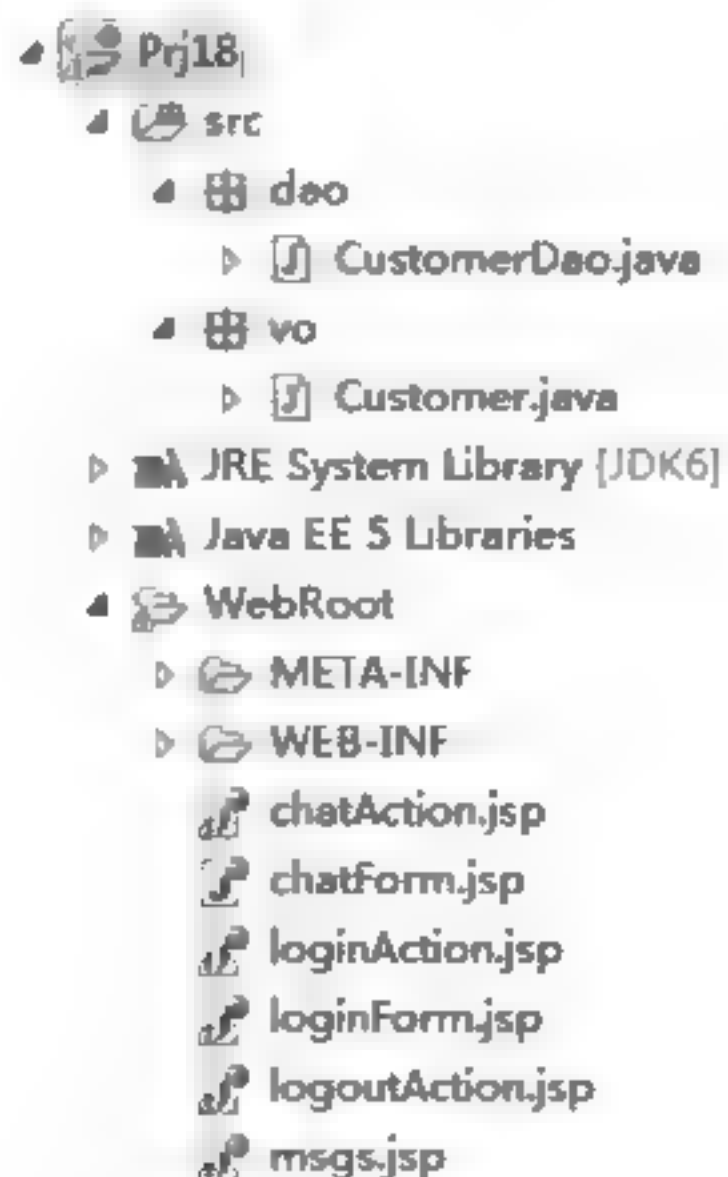 Prj18
src
dao
CustomerDao.java
vo
Customer.java
JRE System Library [JDK6]
Java EE 5 Libraries
WebRoot
META-INF
WEB-INF
chatAction.jsp
chatForm.jsp
loginAction.jsp
loginForm.jsp
logoutAction.jsp
msgs.jsp